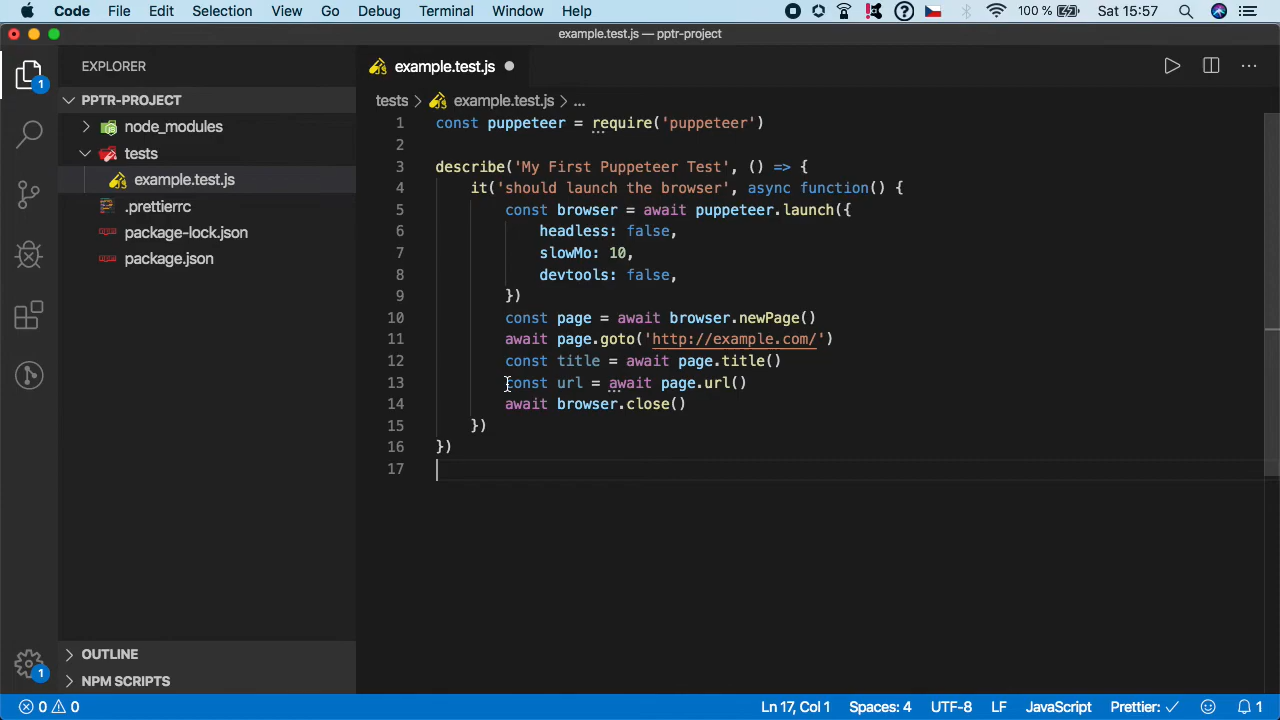 Code File Edit Selection View Go Debug Terminal Window Help 100 % Sat 15:57
example.test.js — pptr-project
EXPLORER
PPTR-PROJECT
node_modules
tests
example.test.js
.prettierrc
package-lock.json
package.json
OUTLINE
NPM SCRIPTS
1
1
example.test.js
tests > example.test.js > ...
1 const puppeteer = require('puppeteer')
2
3 describe('My First Puppeteer Test', () => {
4 it('should launch the browser', async function() {
5 const browser = await puppeteer.launch({
6 headless: false,
7 slowMo: 10,
8 devtools: false,
9 })
10 const page = await browser.newPage()
11 await page.goto('http://example.com/')
12 const title = await page.title()
13 const url = await page.url()
14 await browser.close()
15 })
16 })
17
0 0 Ln 17, Col 1 Spaces: 4 UTF-8 LF JavaScript Prettier: ✓ 1